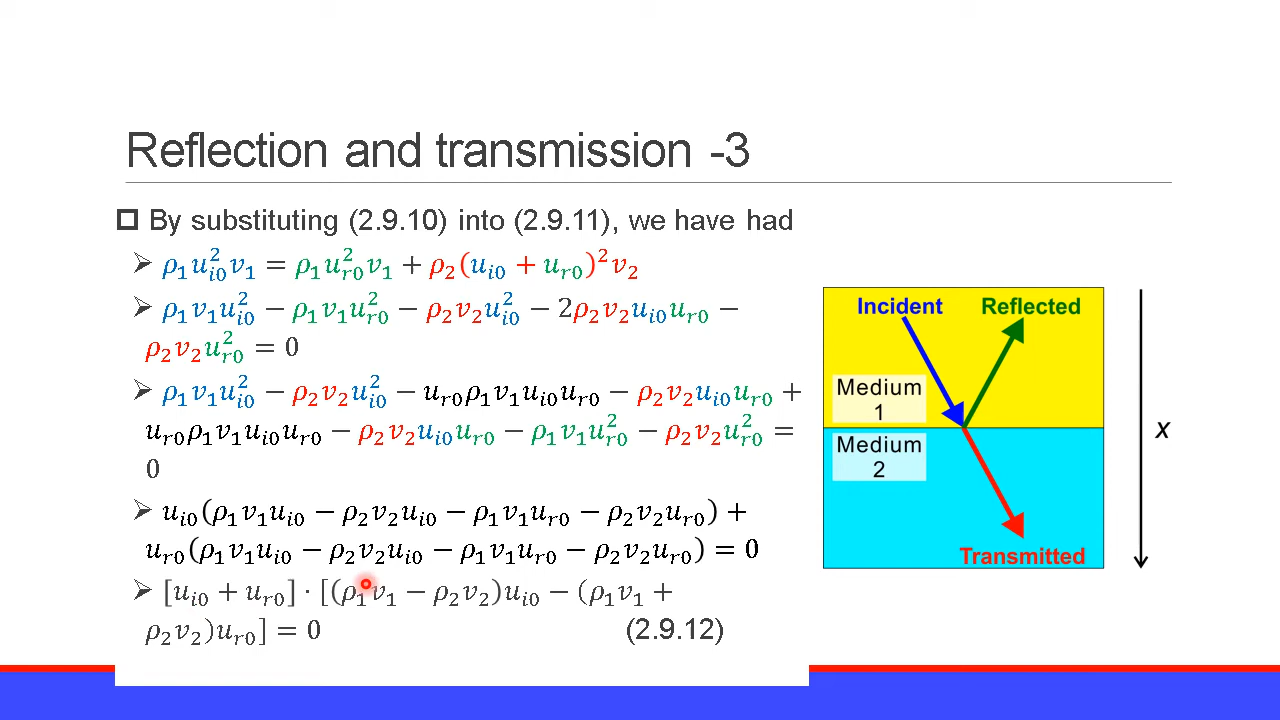 Reflection and transmission -3
❑ By substituting (2.9.10) into (2.9.11), we have had
➢ ρ₁u²ᵢ₀v₁ = ρ₁u²ᵣ₀v₁ + ρ₂(uᵢ₀ + uᵣ₀)²v₂
➢ ρ₁v₁u²ᵢ₀ − ρ₁v₁u²ᵣ₀ − ρ₂v₂u²ᵢ₀ − 2ρ₂v₂uᵢ₀uᵣ₀ −
ρ₂v₂u²ᵣ₀ = 0
➢ ρ₁v₁u²ᵢ₀ − ρ₂v₂u²ᵢ₀ − uᵣ₀ρ₁v₁uᵢ₀uᵣ₀ − ρ₂v₂uᵢ₀uᵣ₀ +
uᵣ₀ρ₁v₁uᵢ₀uᵣ₀ − ρ₂v₂uᵢ₀uᵣ₀ − ρ₁v₁u²ᵣ₀ − ρ₂v₂u²ᵣ₀ =
0
➢ uᵢ₀(ρ₁v₁uᵢ₀ − ρ₂v₂uᵢ₀ − ρ₁v₁uᵣ₀ − ρ₂v₂uᵣ₀) +
uᵣ₀(ρ₁v₁uᵢ₀ − ρ₂v₂uᵢ₀ − ρ₁v₁uᵣ₀ − ρ₂v₂uᵣ₀) = 0
➢ [uᵢ₀ + uᵣ₀] · [(ρ₁v₁ − ρ₂v₂)uᵢ₀ − (ρ₁v₁ +
ρ₂v₂)uᵣ₀] = 0 (2.9.12)
Incident Reflected
Medium
1
Medium
2
Transmitted
x